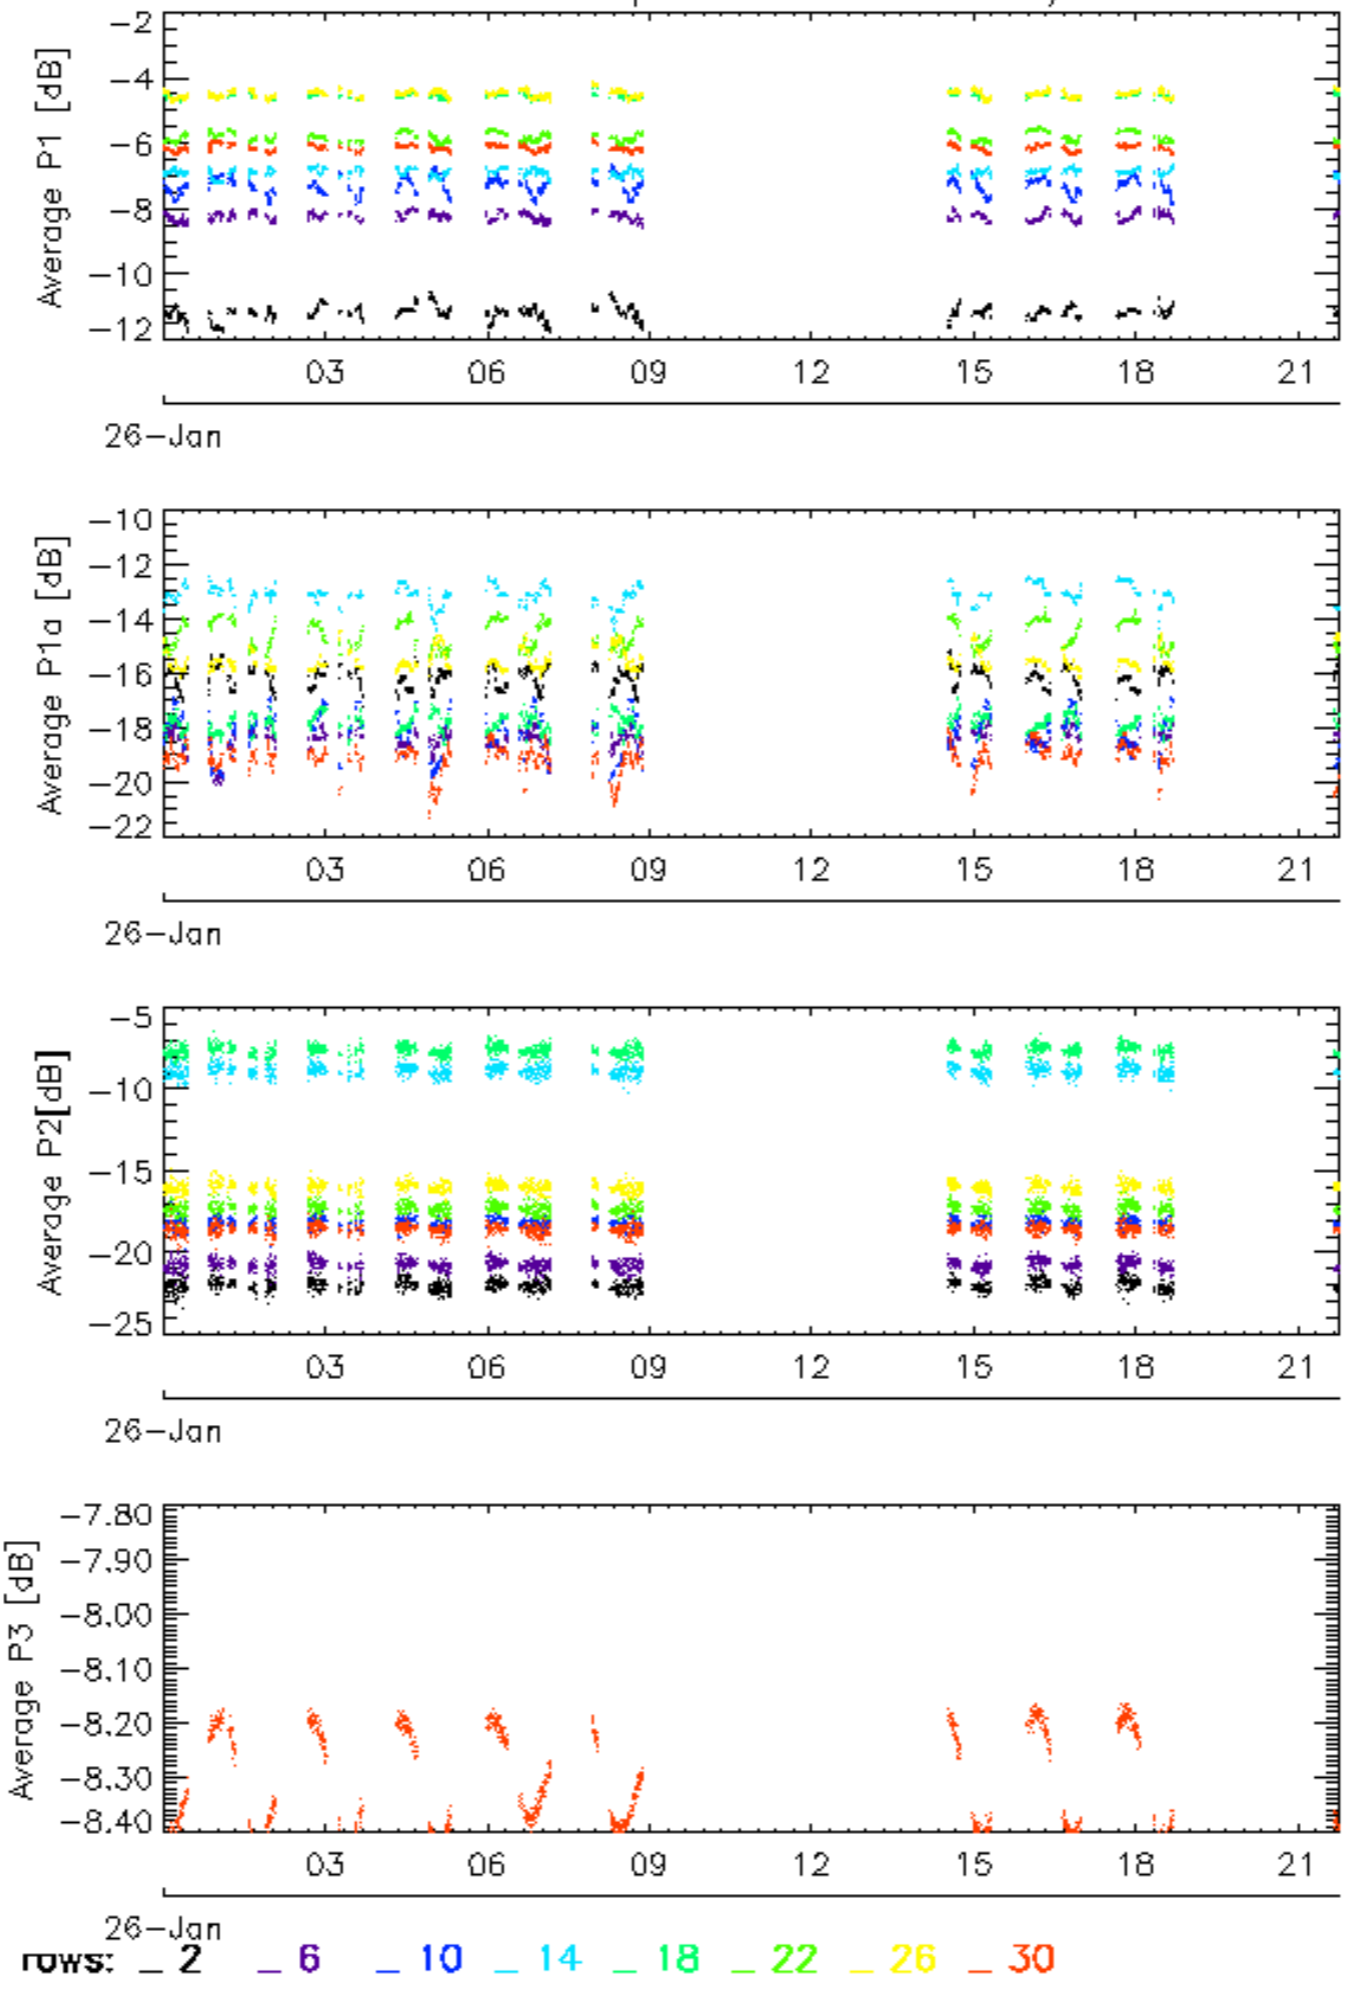 Average P1 [dB]
-2
-4
-6
-8
-10
-12
03 06 09 12 15 18 21
26-Jan
Average P1a [dB]
-10
-12
-14
-16
-18
-20
-22
03 06 09 12 15 18 21
26-Jan
Average P2[dB]
-5
-10
-15
-20
-25
03 06 09 12 15 18 21
26-Jan
Average P3 [dB]
-7.80
-7.90
-8.00
-8.10
-8.20
-8.30
-8.40
03 06 09 12 15 18 21
26-Jan
rows: _ 2 _ 6 _ 10 _ 14 _ 18 _ 22 _ 26 _ 30